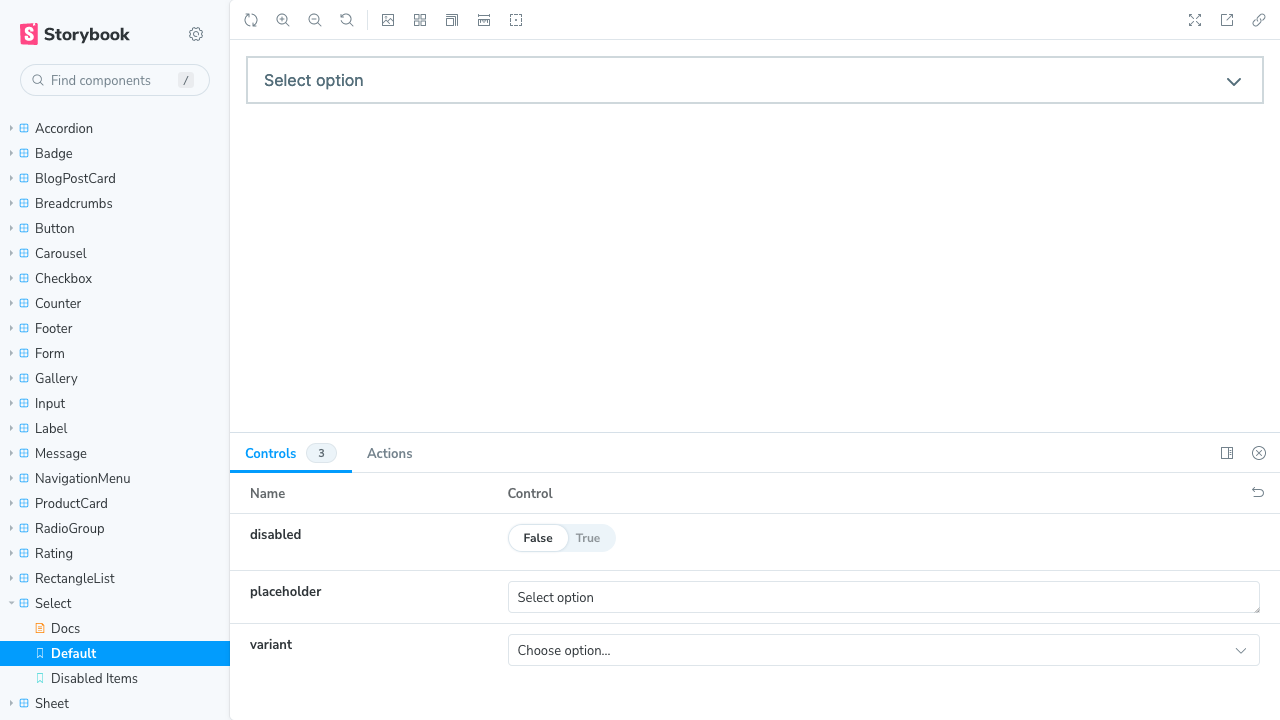 Storybook
Find components
/
Accordion
Badge
BlogPostCard
Breadcrumbs
Button
Carousel
Checkbox
Counter
Footer
Form
Gallery
Input
Label
Message
NavigationMenu
ProductCard
RadioGroup
Rating
RectangleList
Select
Docs
Default
Disabled Items
Sheet
Select option
Controls 3 Actions
Name Control
disabled False True
placeholder Select option
variant Choose option...